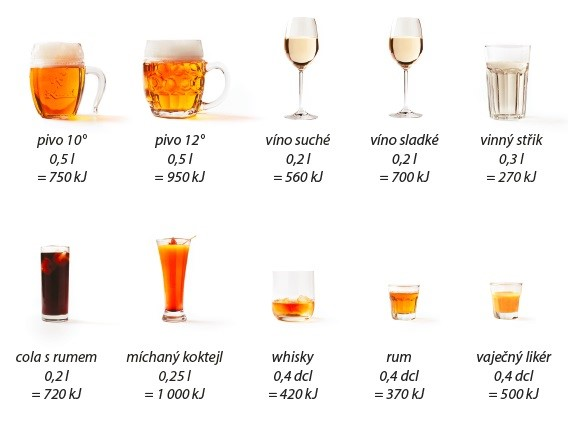 pivo 10°
0,5 l
= 750 kJ
pivo 12°
0,5 l
= 950 kJ
víno suché
0,2 l
= 560 kJ
víno sladké
0,2 l
= 700 kJ
vinný střik
0,3 l
= 270 kJ
cola s rumem
0,2 l
= 720 kJ
míchaný koktejl
0,25 l
= 1 000 kJ
whisky
0,4 dcl
= 420 kJ
rum
0,4 dcl
= 370 kJ
vaječný likér
0,4 dcl
= 500 kJ